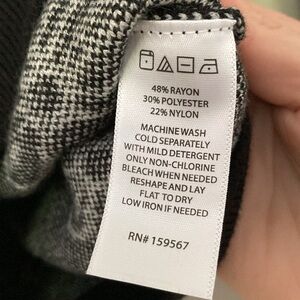 48% RAYON
30% POLYESTER
22% NYLON
MACHINE WASH
COLD SEPARATELY
WITH MILD DETERGENT
ONLY NON-CHLORINE
BLEACH WHEN NEEDED
RESHAPE AND LAY
FLAT TO DRY
LOW IRON IF NEEDED
RN# 159567